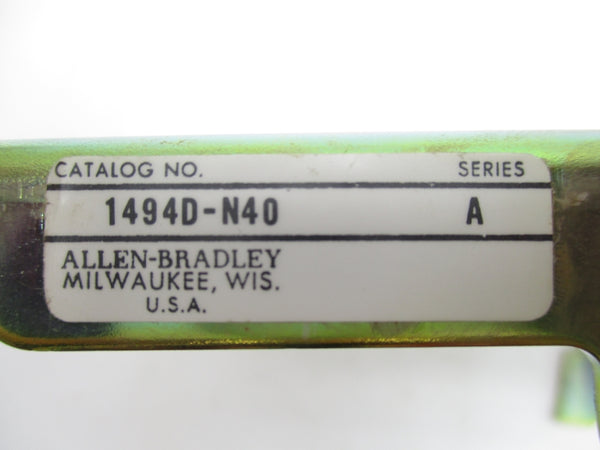 CATALOG NO. SERIES
1494D-N40 A
ALLEN-BRADLEY
MILWAUKEE, WIS.
U.S.A.